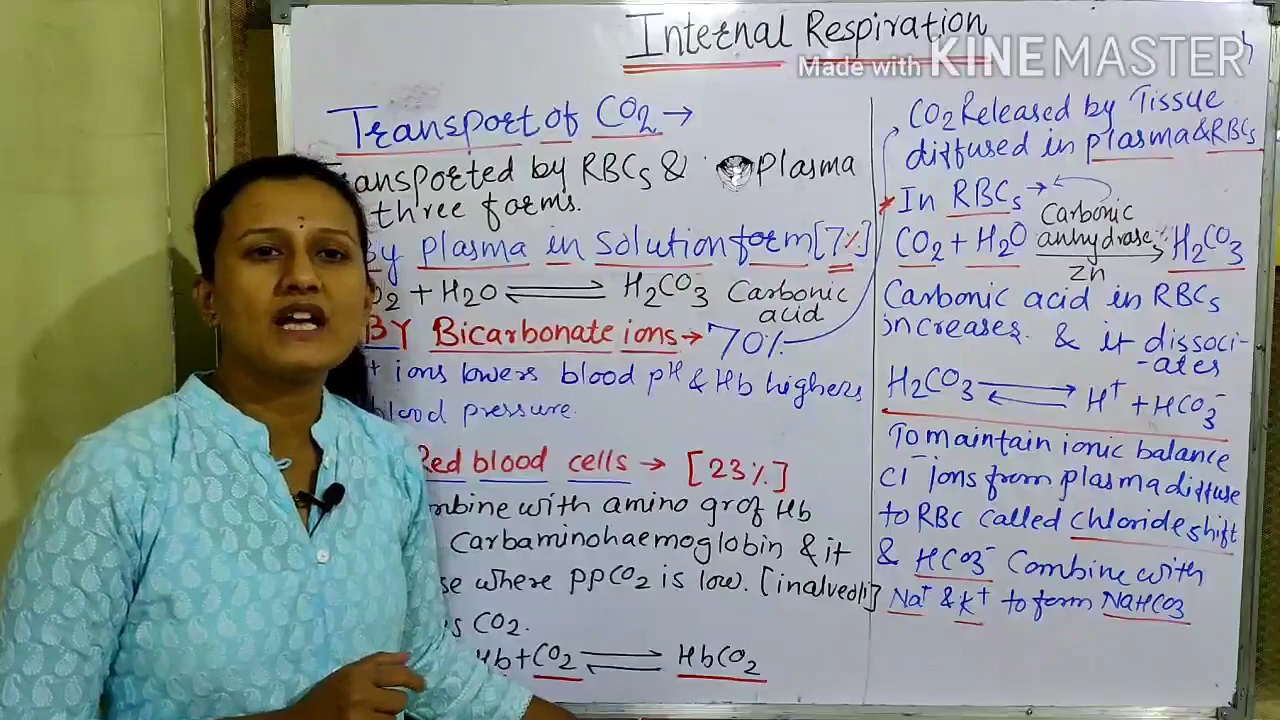 Internal Respiration
Made with KINEMASTER
Transport of CO2 →
Transported by RBCs & Plasma
three forms.
By plasma in Solution form [7%]
O2 + H2O ⇌ H2CO3 Carbonic
acid
BY Bicarbonate ions → 70%
+ ions lowers blood pH & Hb highers
blood pressure.
Red blood cells → [23%]
mbine with amino gr of Hb
Carbaminohaemoglobin & it
se where ppCO2 is low. [in alveoli]
CO2.
Hb + CO2 ⇌ HbCO2
CO2 Released by Tissue
diffused in plasma & RBCs
* In RBCs →
Carbonic
CO2 + H2O anhydrase → H2CO3
Zn
Carbonic acid in RBCs
increases. & it dissoci-
-ates
H2CO3 ⇌ H+ + HCO3-
To maintain ionic balance
Cl- ions from plasma diffuse
to RBC called chloride shift
& HCO3- Combine with
Na+ & K+ to form NaHCO3